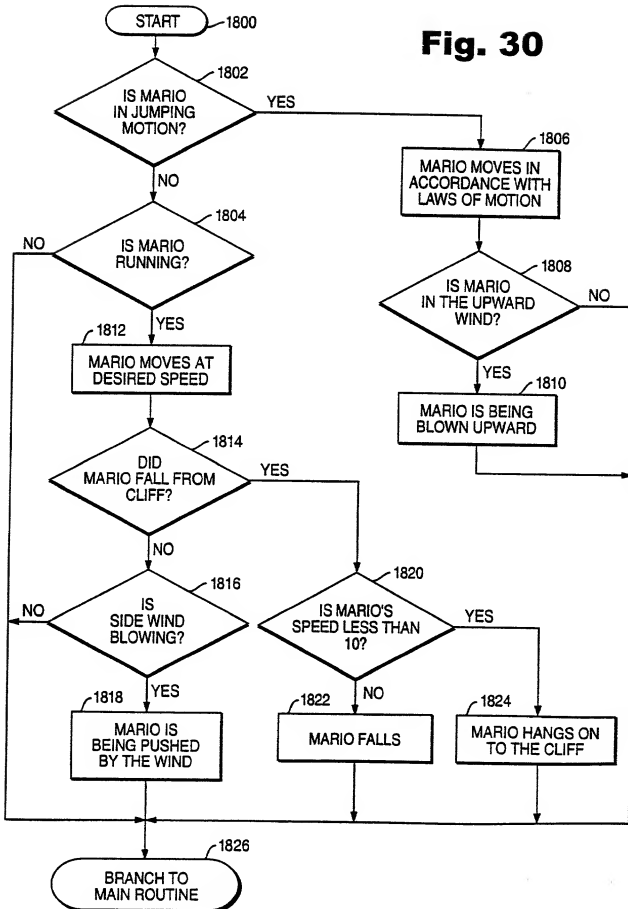 START
1800
Fig. 30
1802
IS MARIO
IN JUMPING
MOTION?
YES
NO
1806
MARIO MOVES IN
ACCORDANCE WITH
LAWS OF MOTION
1804
IS MARIO
RUNNING?
NO
YES
1808
IS MARIO
IN THE UPWARD
WIND?
NO
YES
1812
MARIO MOVES AT
DESIRED SPEED
1810
MARIO IS BEING
BLOWN UPWARD
1814
DID
MARIO FALL FROM
CLIFF?
YES
NO
1816
IS
SIDE WIND
BLOWING?
NO
YES
1820
IS MARIO'S
SPEED LESS THAN
10?
YES
NO
1818
MARIO IS
BEING PUSHED
BY THE WIND
1822
MARIO FALLS
1824
MARIO HANGS ON
TO THE CLIFF
1826
BRANCH TO
MAIN ROUTINE